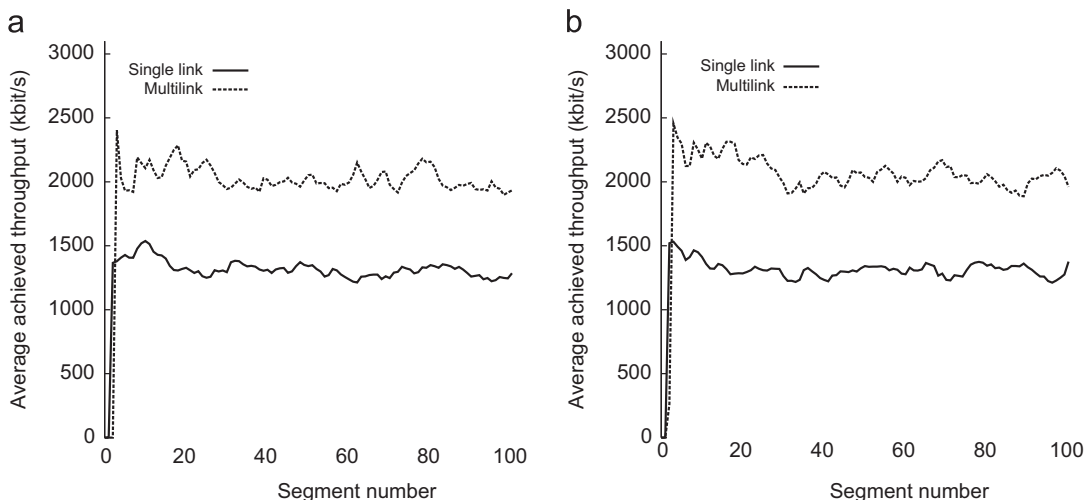 a
Average achieved throughput (kbit/s)
3000
2500
2000
1500
1000
500
0
Single link
Multilink
0 20 40 60 80 100
Segment number
b
Average achieved throughput (kbit/s)
3000
2500
2000
1500
1000
500
0
Single link
Multilink
0 20 40 60 80 100
Segment number